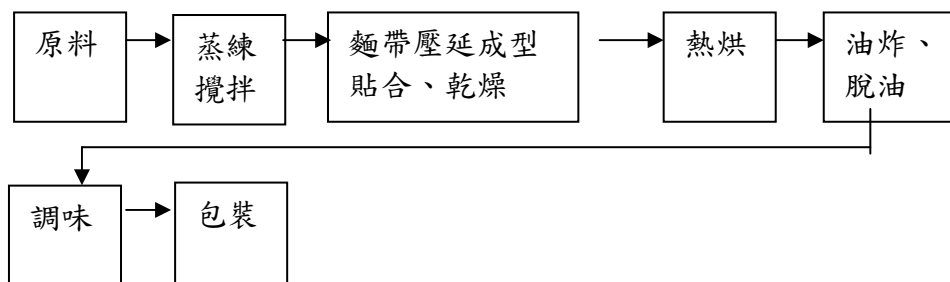 原料
蒸練
攪拌
麵帶壓延成型
貼合、乾燥
熱烘
油炸、
脫油
調味
包裝